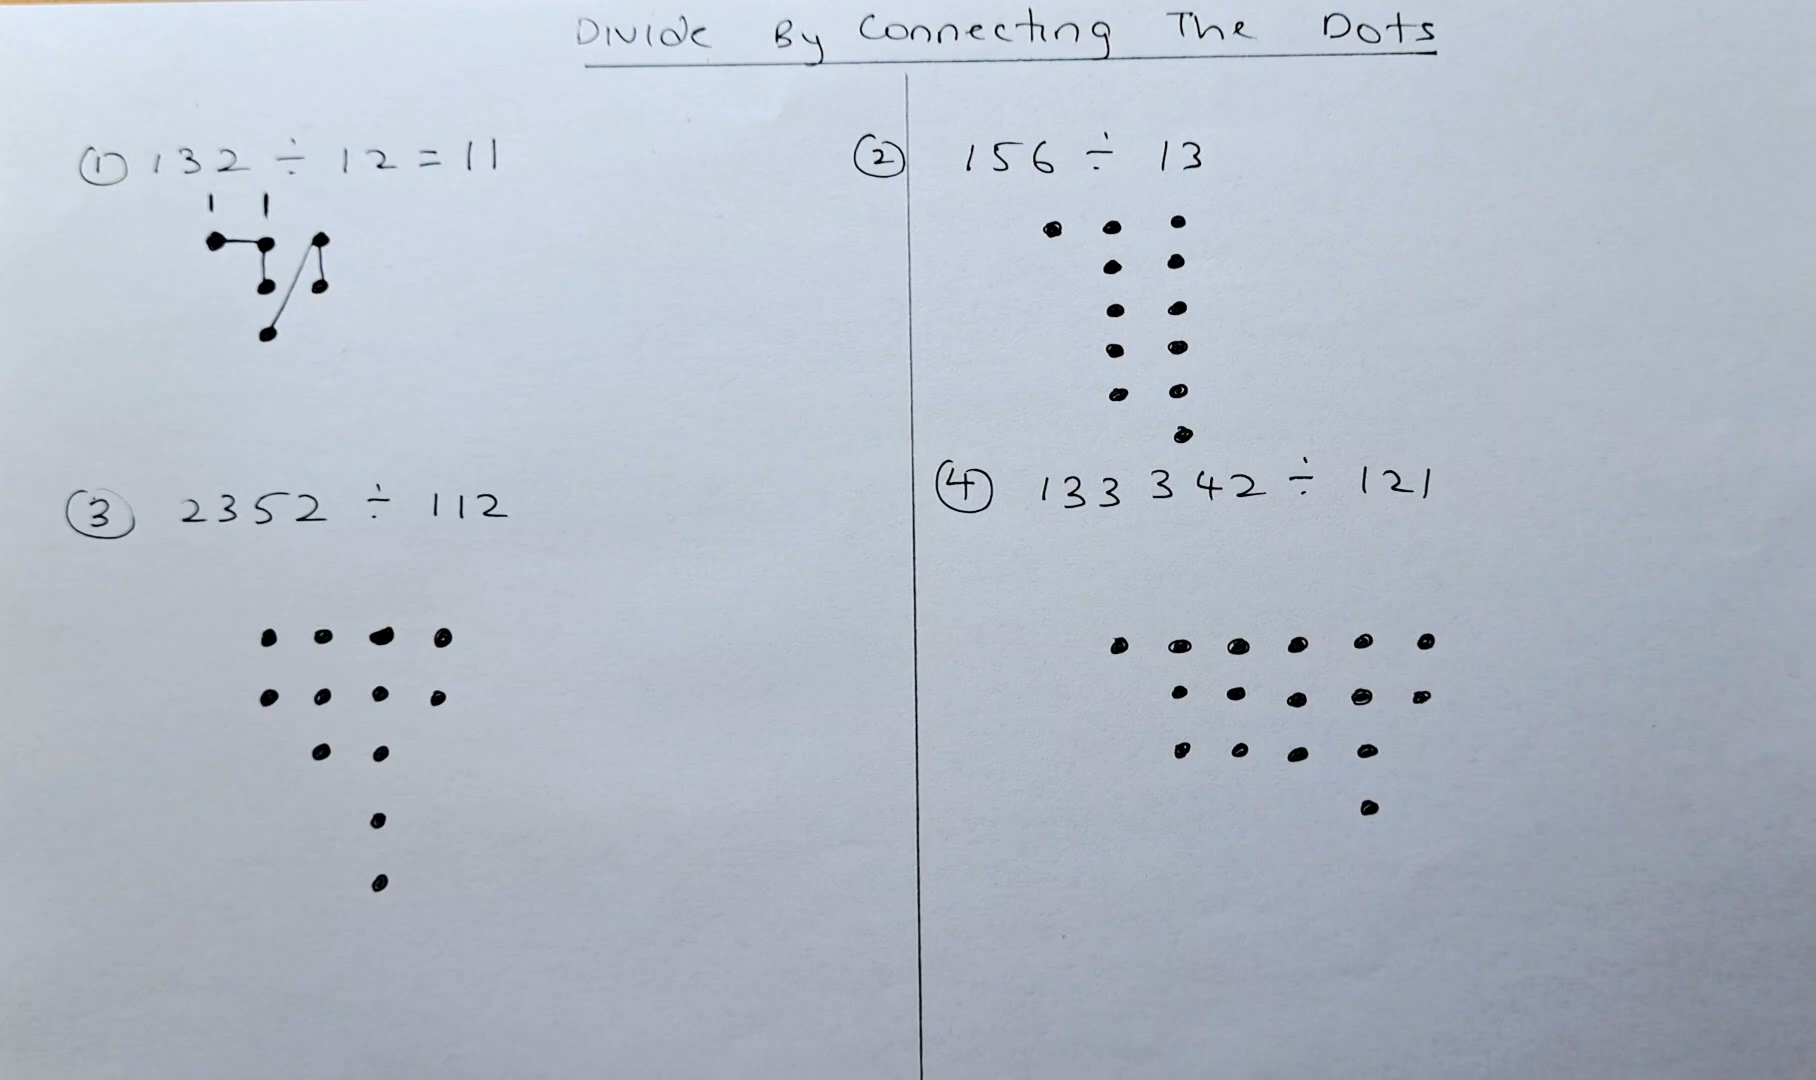 Divide By Connecting The Dots
① 132 ÷ 12 = 11
1 1
② 156 ÷ 13
③ 2352 ÷ 112
④ 133 342 ÷ 121